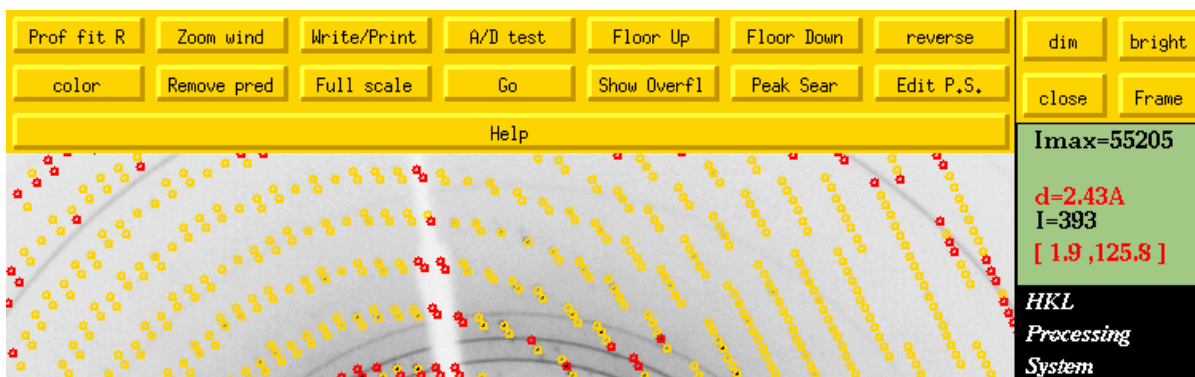 Prof fit R Zoom wind Write/Print A/D test Floor Up Floor Down reverse
color Remove pred Full scale Go Show Overfl Peak Sear Edit P.S.
Help
dim bright
close Frame
Imax=55205
d=2.43A
I=393
[ 1.9 ,125.8 ]
HKL
Processing
System